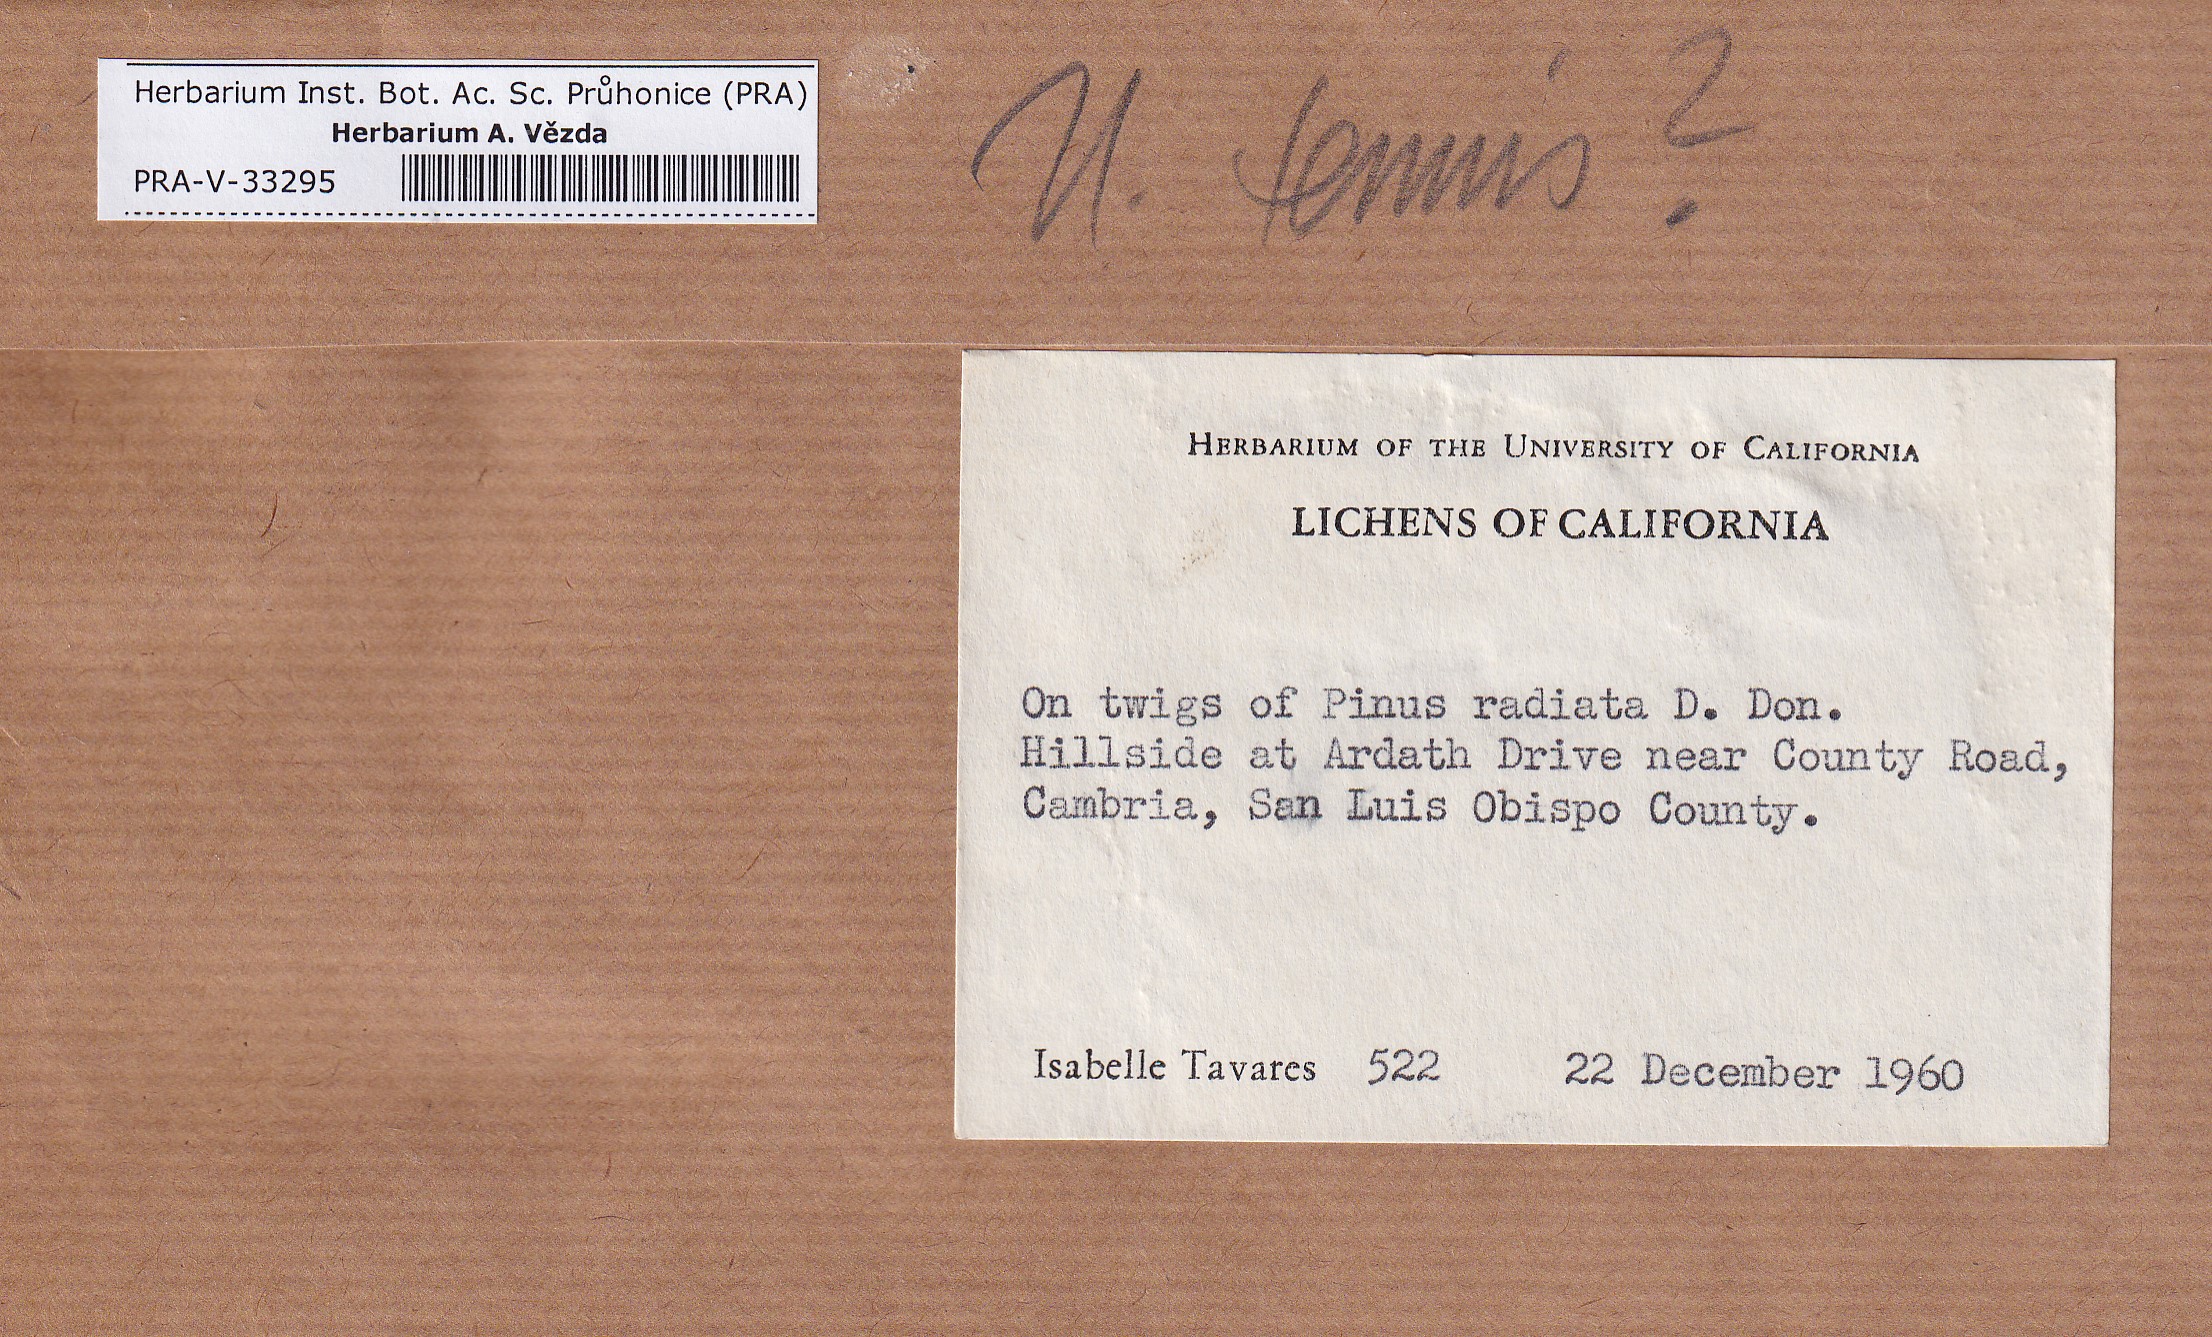 Herbarium Inst. Bot. Ac. Sc. Průhonice (PRA)
Herbarium A. Vězda
PRA-V-33295
U. tenuis?
HERBARIUM OF THE UNIVERSITY OF CALIFORNIA
LICHENS OF CALIFORNIA
On twigs of Pinus radiata D. Don.
Hillside at Ardath Drive near County Road,
Cambria, San Luis Obispo County.
Isabelle Tavares 522 22 December 1960